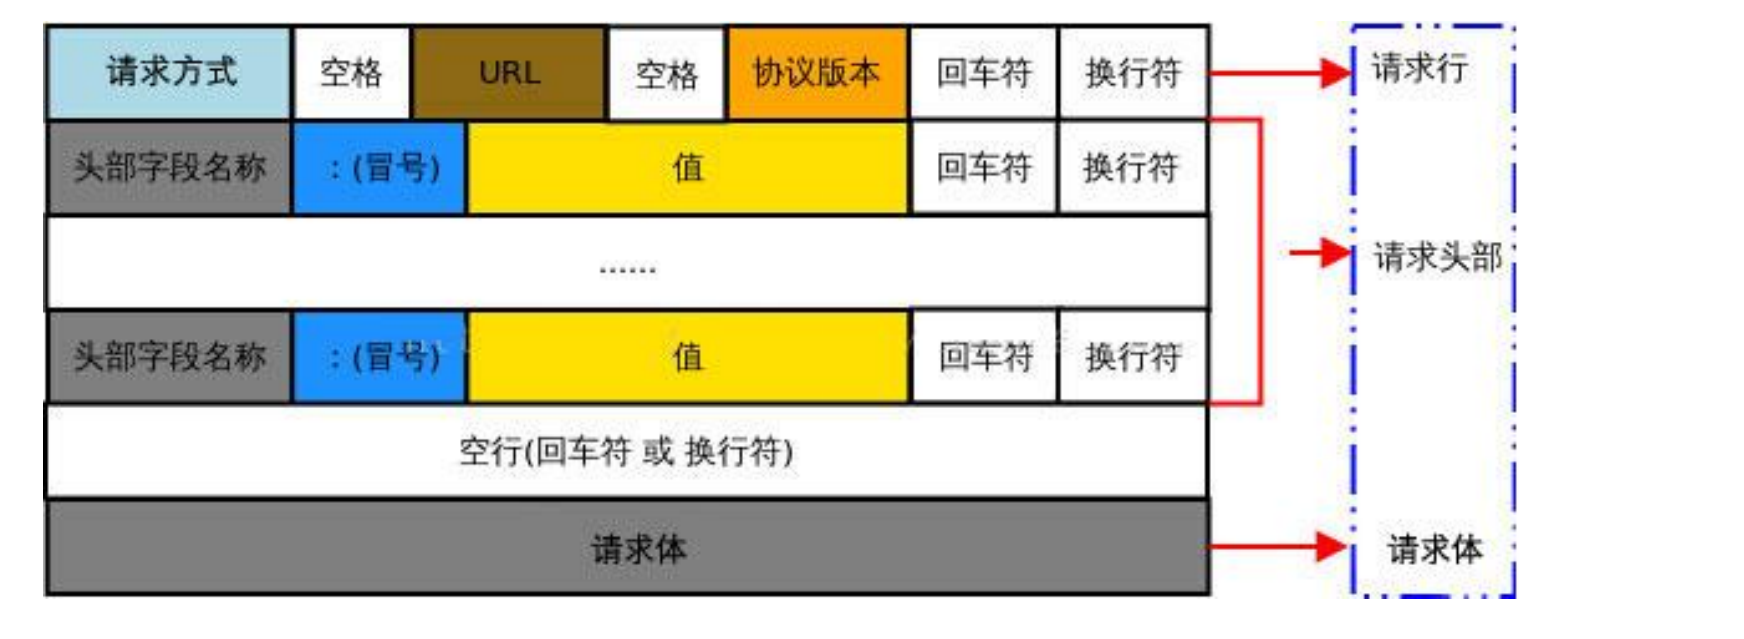 请求方式 空格 URL 空格 协议版本 回车符 换行符 请求行
头部字段名称 :(冒号) 值 回车符 换行符
...... 请求头部
头部字段名称 :(冒号) 值 回车符 换行符
空行(回车符 或 换行符)
请求体 请求体